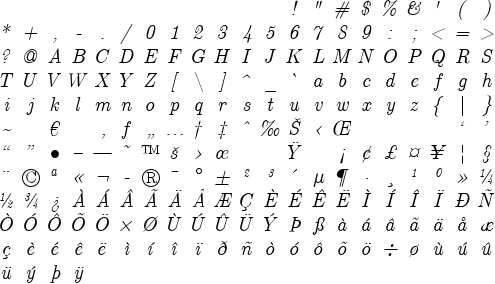 ! " # $ % & ' ( )
* + , - . / 0 1 2 3 4 5 6 7 8 9 : ; < = >
? @ A B C D E F G H I J K L M N O P Q R S
T U V W X Y Z [ \ ] ^ _ ` a b c d e f g h
i j k l m n o p q r s t u v w x y z { | }
~ € ‚ ƒ „ … † ‡ ˆ ‰ Š ‹ Œ ‘ ’
“ ” • – — ˜ ™ š › œ Ÿ ¡ ¢ £ ¤ ¥ ¦ §
¨ © ª « ¬ - ® ¯ ° ± ² ³ ´ µ ¶ · ¸ ¹ º » ¼
½ ¾ ¿ À Á Â Ã Ä Å Æ Ç È É Ê Ë Ì Í Î Ï Ð Ñ
Ò Ó Ô Õ Ö × Ø Ù Ú Û Ü Ý Þ ß à á â ã ä å æ
ç è é ê ë ì í î ï ð ñ ò ó ô õ ö ÷ ø ù ú û
ü ý þ ÿ